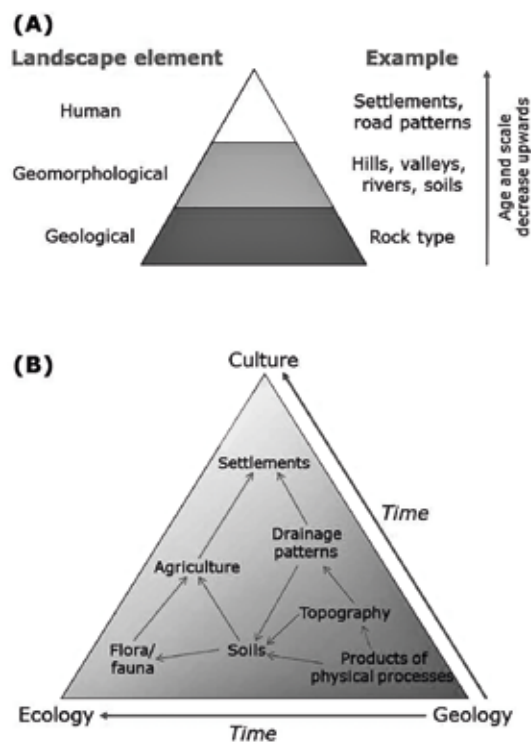 (A)
Landscape element
Example
Human
Settlements,
road patterns
Geomorphological
Hills, valleys,
rivers, soils
Geological
Rock type
Age and scale
decrease upwards
(B)
Culture
Settlements
Time
Drainage
patterns
Agriculture
Topography
Flora/
fauna
Soils
Products of
physical processes
Ecology
Geology
Time